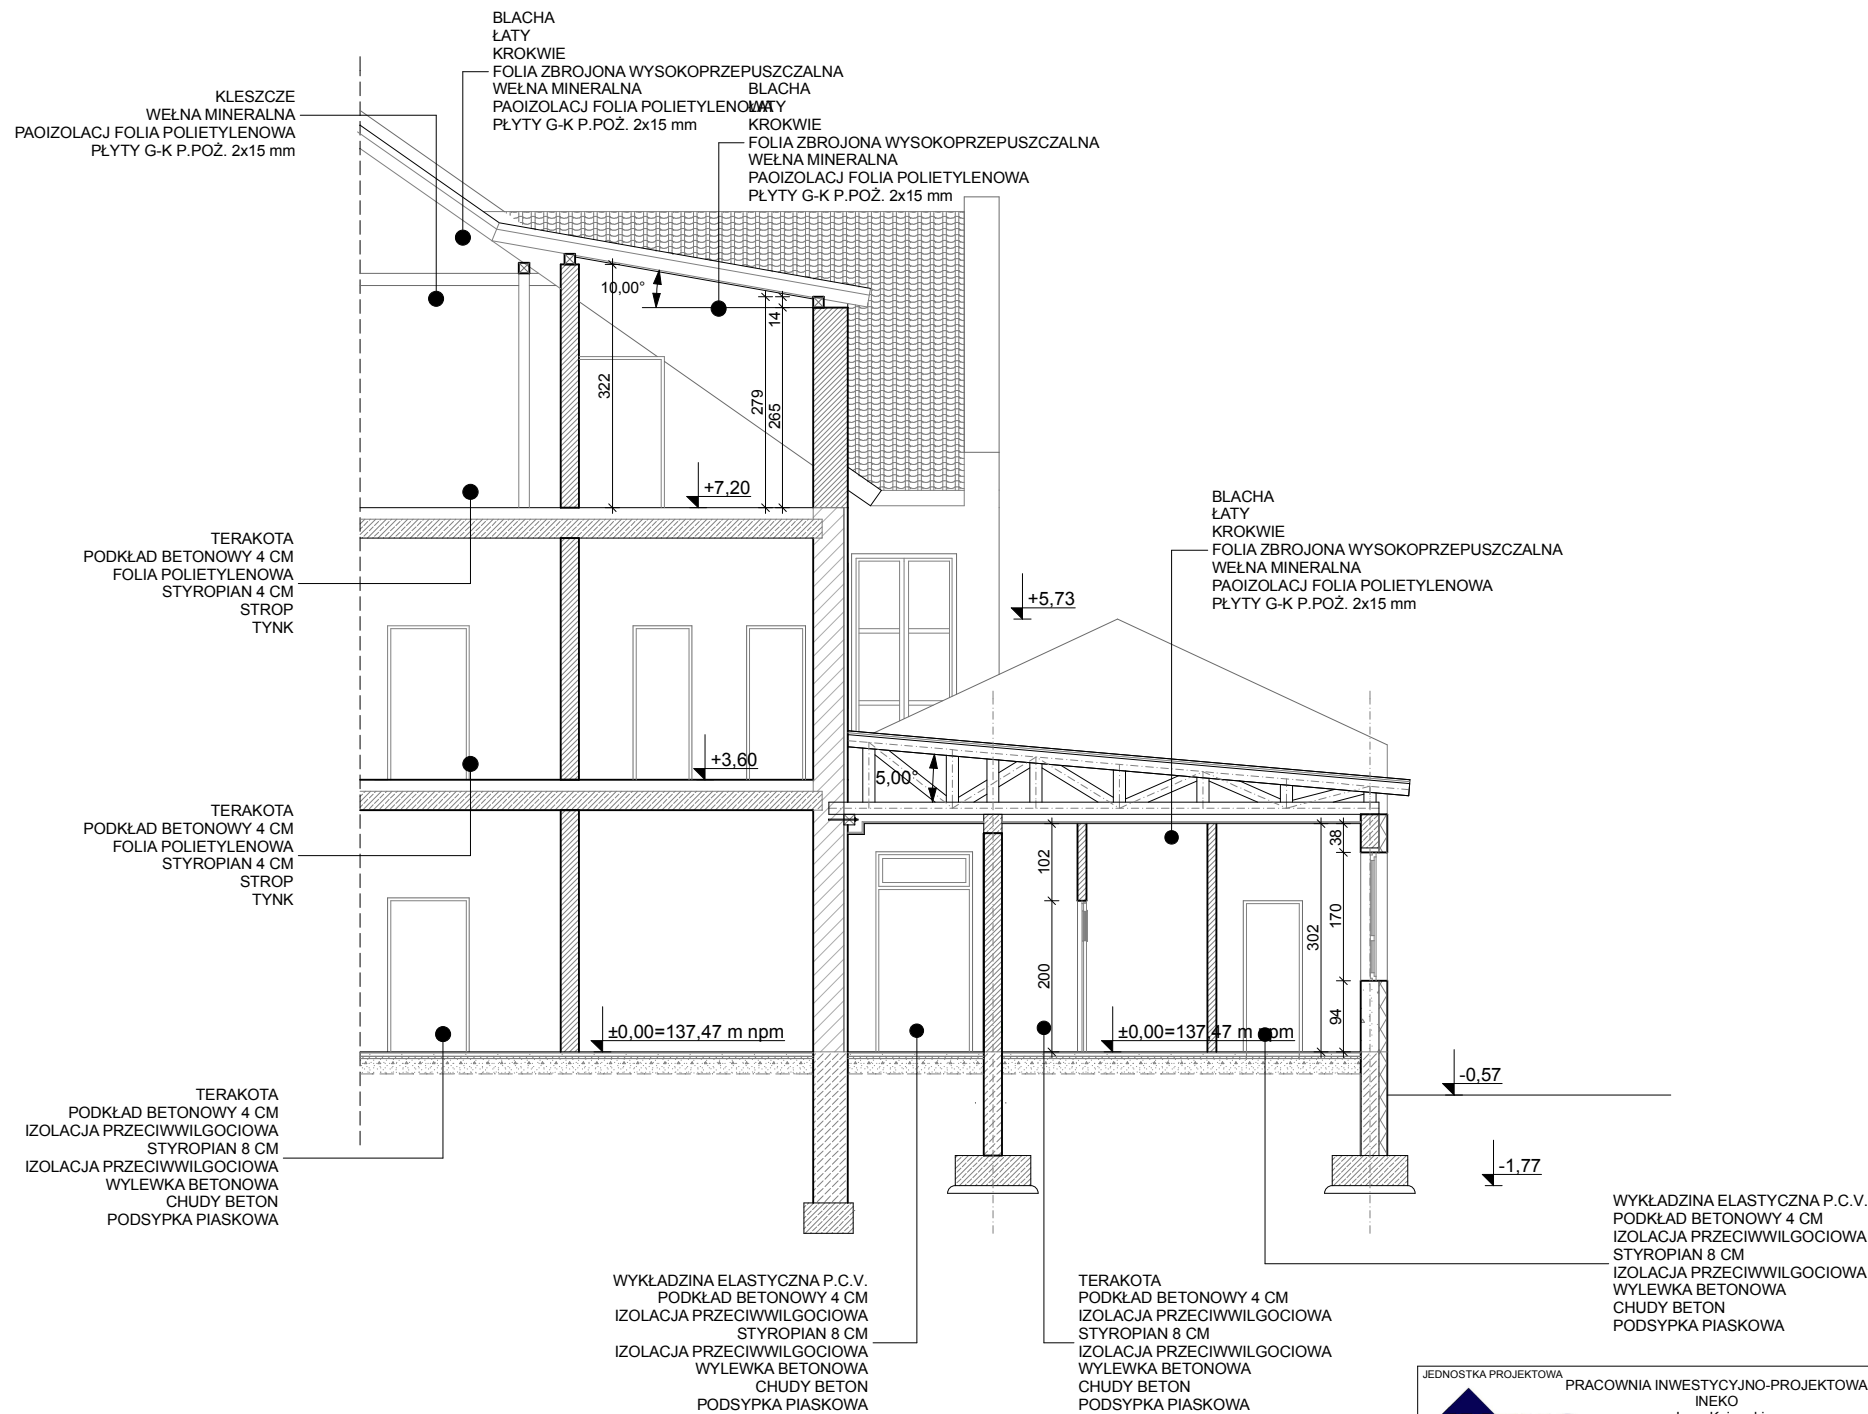 BLACHA
ŁATY
KROKWIE
FOLIA ZBROJONA WYSOKOPRZEPUSZCZALNA
WEŁNA MINERALNA
PAOIZOLACJ FOLIA POLIETYLENOWA
PŁYTY G-K P.POŻ. 2x15 mm
KLESZCZE
WEŁNA MINERALNA
PAOIZOLACJ FOLIA POLIETYLENOWA
PŁYTY G-K P.POŻ. 2x15 mm
BLACHA
ŁATY
KROKWIE
FOLIA ZBROJONA WYSOKOPRZEPUSZCZALNA
WEŁNA MINERALNA
PAOIZOLACJ FOLIA POLIETYLENOWA
PŁYTY G-K P.POŻ. 2x15 mm
10,00°
14
322
279
265
+7,20
TERAKOTA
PODKŁAD BETONOWY 4 CM
FOLIA POLIETYLENOWA
STYROPIAN 4 CM
STROP
TYNK
BLACHA
ŁATY
KROKWIE
FOLIA ZBROJONA WYSOKOPRZEPUSZCZALNA
WEŁNA MINERALNA
PAOIZOLACJ FOLIA POLIETYLENOWA
PŁYTY G-K P.POŻ. 2x15 mm
+5,73
+3,60
5,00°
TERAKOTA
PODKŁAD BETONOWY 4 CM
FOLIA POLIETYLENOWA
STYROPIAN 4 CM
STROP
TYNK
102
38
170
302
200
94
±0,00=137,47 m npm
±0,00=137,47 m npm
-0,57
-1,77
TERAKOTA
PODKŁAD BETONOWY 4 CM
IZOLACJA PRZECIWWILGOCIOWA
STYROPIAN 8 CM
IZOLACJA PRZECIWWILGOCIOWA
WYLEWKA BETONOWA
CHUDY BETON
PODSYPKA PIASKOWA
WYKŁADZINA ELASTYCZNA P.C.V.
PODKŁAD BETONOWY 4 CM
IZOLACJA PRZECIWWILGOCIOWA
STYROPIAN 8 CM
IZOLACJA PRZECIWWILGOCIOWA
WYLEWKA BETONOWA
CHUDY BETON
PODSYPKA PIASKOWA
TERAKOTA
PODKŁAD BETONOWY 4 CM
IZOLACJA PRZECIWWILGOCIOWA
STYROPIAN 8 CM
IZOLACJA PRZECIWWILGOCIOWA
WYLEWKA BETONOWA
CHUDY BETON
PODSYPKA PIASKOWA
WYKŁADZINA ELASTYCZNA P.C.V.
PODKŁAD BETONOWY 4 CM
IZOLACJA PRZECIWWILGOCIOWA
STYROPIAN 8 CM
IZOLACJA PRZECIWWILGOCIOWA
WYLEWKA BETONOWA
CHUDY BETON
PODSYPKA PIASKOWA
JEDNOSTKA PROJEKTOWA
PRACOWNIA INWESTYCYJNO-PROJEKTOWA
INEKO